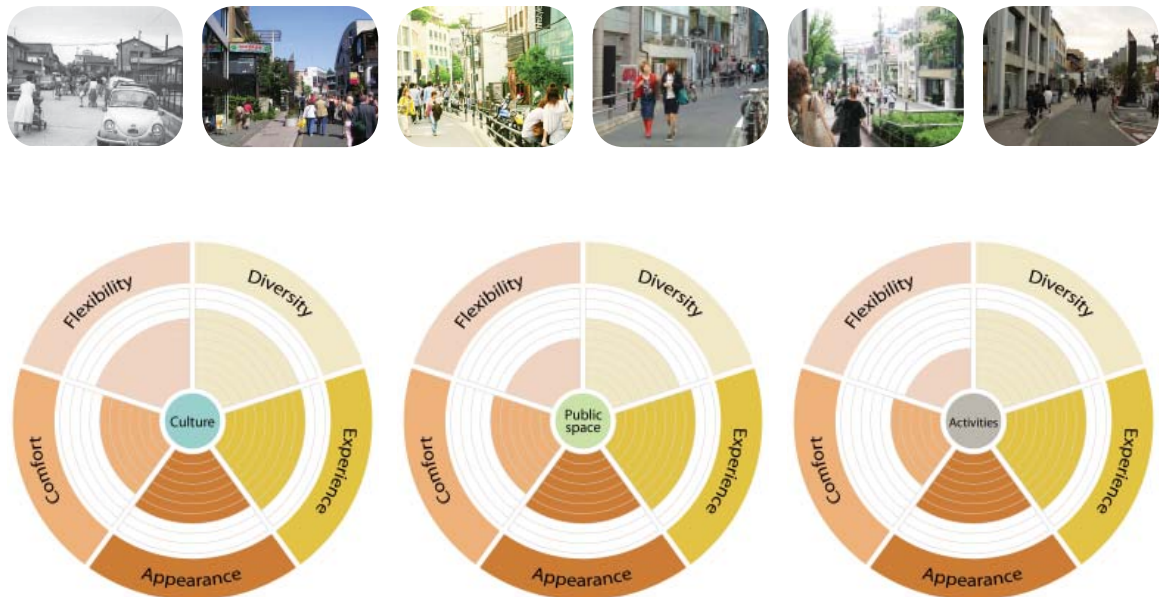 Flexibility
Diversity
Experience
Appearance
Comfort
Culture
Flexibility
Diversity
Experience
Appearance
Comfort
Public
space
Flexibility
Diversity
Experience
Appearance
Comfort
Activities